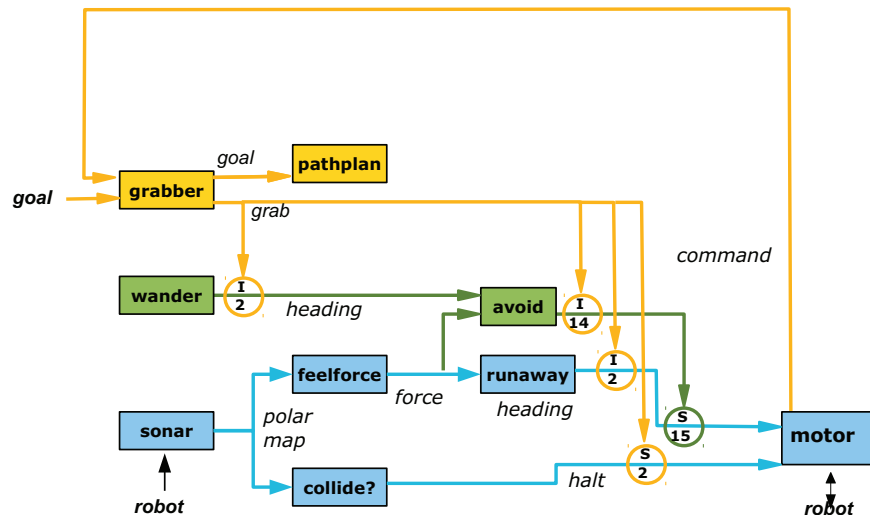 goal
pathplan
grabber
goal
grab
command
I
2
wander
heading
avoid
I
14
feelforce
runaway
I
2
force
heading
polar
map
sonar
S
15
motor
S
2
collide?
halt
robot
robot